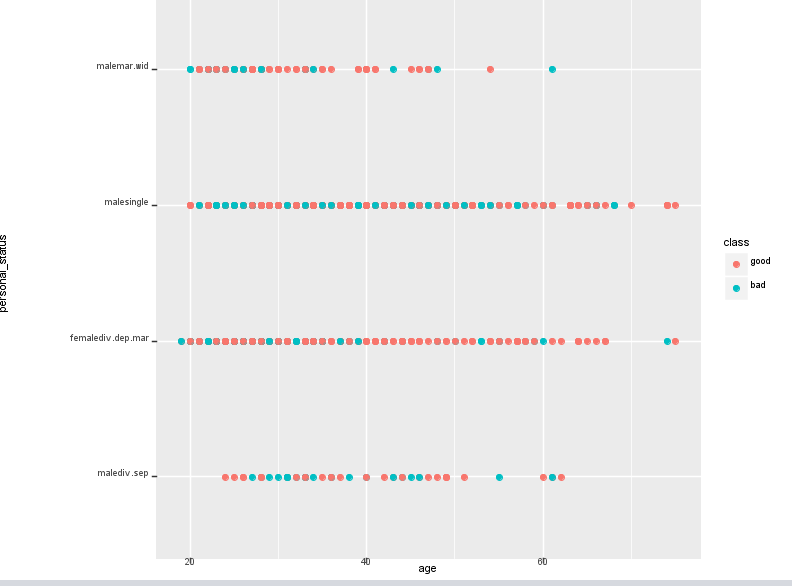 malemar.wid
malesingle
femalediv.dep.mar
malediv.sep
personal_status
20
40
60
age
class
good
bad